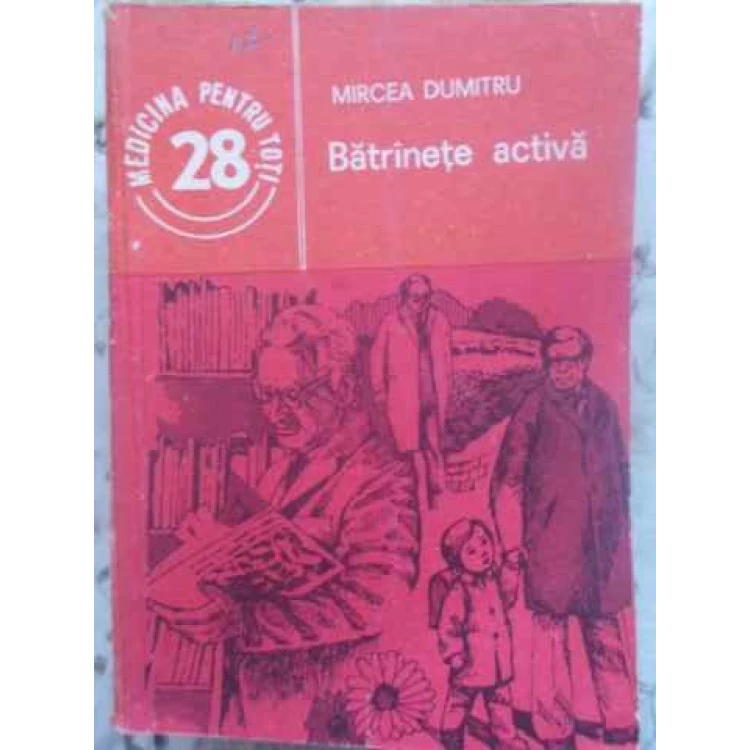 MEDICINA PENTRU TOȚI
28
MIRCEA DUMITRU
Bătrînețe activă